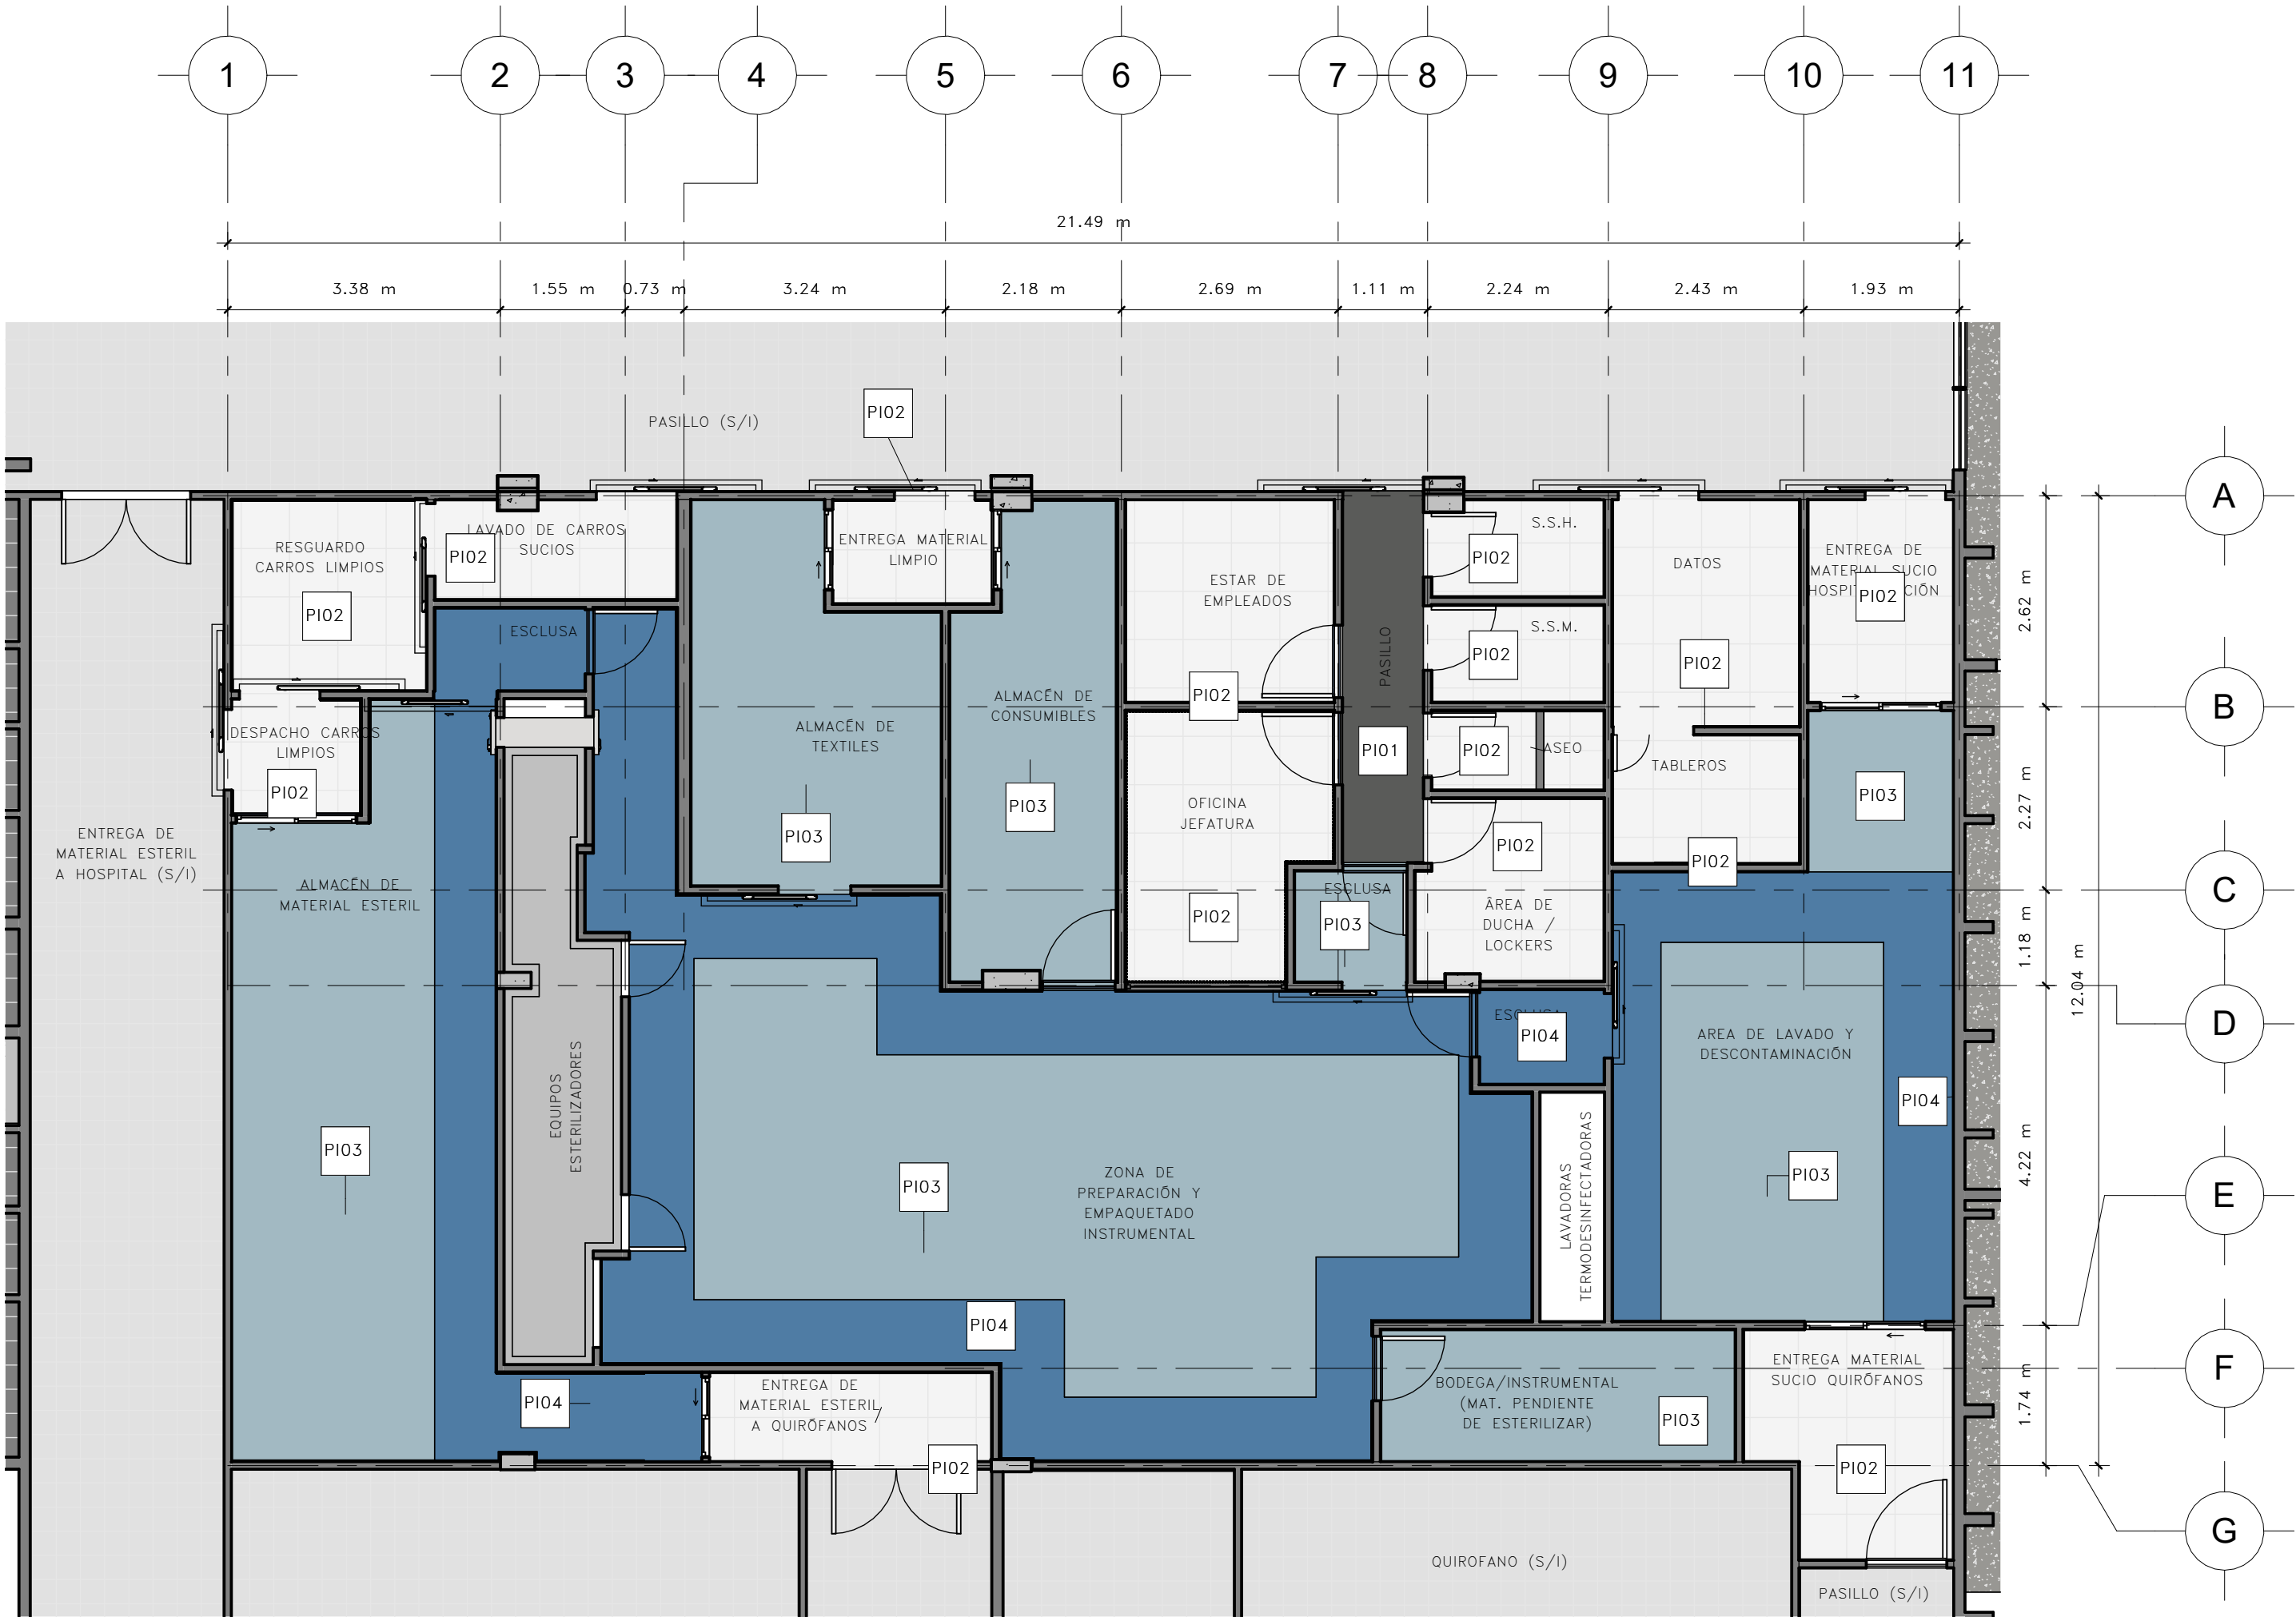 1 2 3 4 5 6 7 8 9 10 11
21.49 m
3.38 m 1.55 m 0.73 m 3.24 m 2.18 m 2.69 m 1.11 m 2.24 m 2.43 m 1.93 m
PI02
PASILLO (S/I)
A
B
C
D
E
F
G
2.62 m
2.27 m
1.18 m
12.04 m
4.22 m
1.74 m
RESGUARDO
CARROS LIMPIOS
PI02
LAVADO DE CARROS
SUCIOS
PI02
ESCLUSA
DESPACHO CARROS
LIMPIOS
PI02
ENTREGA DE
MATERIAL ESTERIL
A HOSPITAL (S/I)
ALMACÉN DE
MATERIAL ESTERIL
PI03
EQUIPOS
ESTERILIZADORES
PI04
ENTREGA MATERIAL
LIMPIO
ALMACÉN DE
TEXTILES
PI03
ALMACÉN DE
CONSUMIBLES
PI03
ESTAR DE
EMPLEADOS
PI02
OFICINA
JEFATURA
PI02
PASILLO
PI01
S.S.H.
PI02
S.S.M.
PI02
PI02
ASEO
PI02
ÁREA DE
DUCHA /
LOCKERS
ESCLUSA
PI03
DATOS
PI02
TABLEROS
PI02
ENTREGA DE
MATERIAL SUCIO
PI02
PI03
PI04
AREA DE LAVADO Y
DESCONTAMINACIÓN
PI04
PI03
LAVADORAS
TERMODESINFECTADORAS
PI03
ZONA DE
PREPARACIÓN Y
EMPAQUETADO
INSTRUMENTAL
PI04
ENTREGA DE
MATERIAL ESTERIL
A QUIRÓFANOS
PI02
BODEGA/INSTRUMENTAL
(MAT. PENDIENTE
DE ESTERILIZAR)
PI03
ENTREGA MATERIAL
SUCIO QUIRÓFANOS
PI02
QUIROFANO (S/I)
PASILLO (S/I)